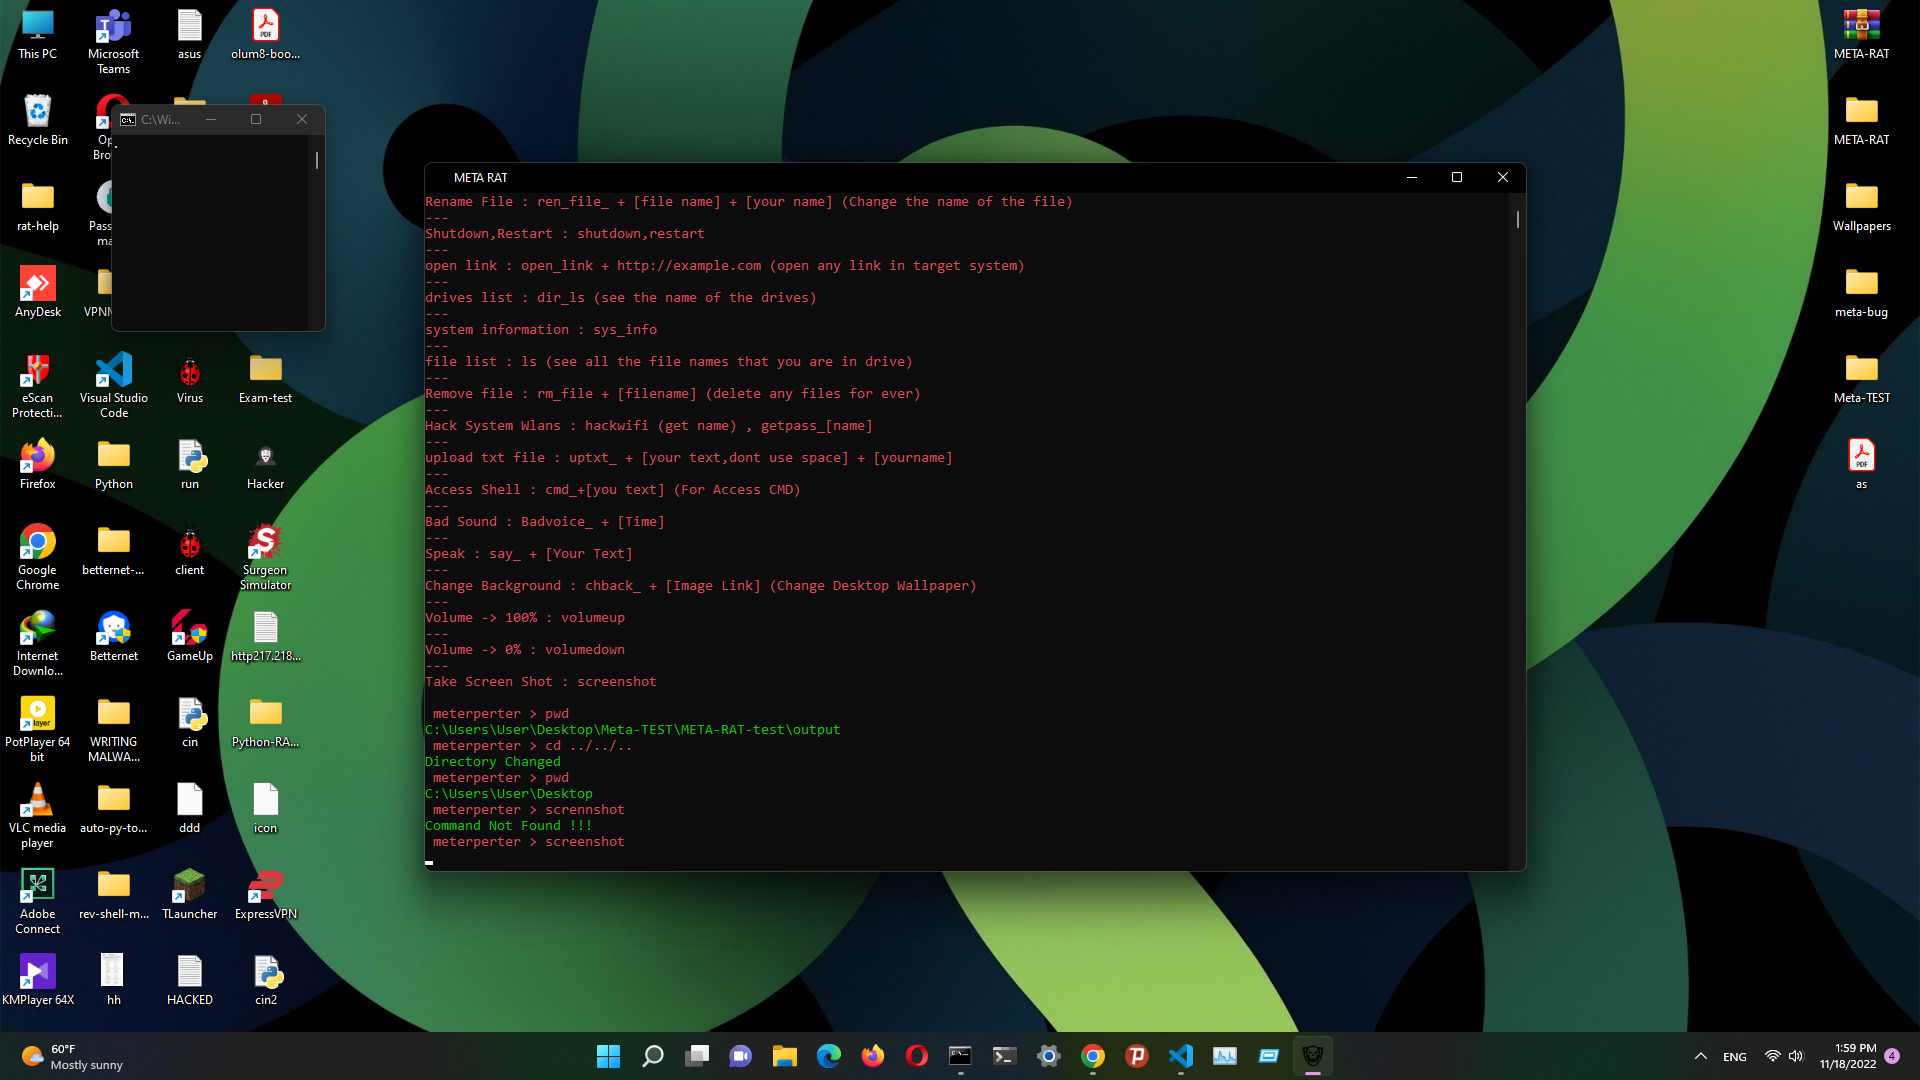 This PC
Microsoft
Teams
asus
olum8-boo...
META-RAT
Recycle Bin
C:\Wi...
META-RAT
rat-help
Wallpapers
AnyDesk
meta-bug
eScan
Protecti...
Visual Studio
Code
Virus
Exam-test
Meta-TEST
Firefox
Python
run
Hacker
as
Google
Chrome
betternet-...
client
Surgeon
Simulator
Internet
Downlo...
Betternet
GameUp
http217.218...
PotPlayer 64
bit
WRITING
MALWA...
cin
Python-RA...
VLC media
player
auto-py-to...
ddd
icon
Adobe
Connect
rev-shell-m...
TLauncher
ExpressVPN
KMPlayer 64X
hh
HACKED
cin2
META RAT
Rename File : ren_file_ + [file name] + [your name] (Change the name of the file)
---
Shutdown,Restart : shutdown,restart
---
open link : open_link + http://example.com (open any link in target system)
---
drives list : dir_ls (see the name of the drives)
---
system information : sys_info
---
file list : ls (see all the file names that you are in drive)
---
Remove file : rm_file + [filename] (delete any files for ever)
---
Hack System Wlans : hackwifi (get name) , getpass_[name]
---
upload txt file : uptxt_ + [your text,dont use space] + [yourname]
---
Access Shell : cmd_+[you text] (For Access CMD)
---
Bad Sound : Badvoice_ + [Time]
---
Speak : say_ + [Your Text]
---
Change Background : chback_ + [Image Link] (Change Desktop Wallpaper)
---
Volume -> 100% : volumeup
---
Volume -> 0% : volumedown
---
Take Screen Shot : screenshot
meterperter > pwd
C:\Users\User\Desktop\Meta-TEST\META-RAT-test\output
meterperter > cd ../../..
Directory Changed
meterperter > pwd
C:\Users\User\Desktop
meterperter > scrennshot
Command Not Found !!!
meterperter > screenshot
60°F
Mostly sunny
ENG
1:59 PM
11/18/2022
4